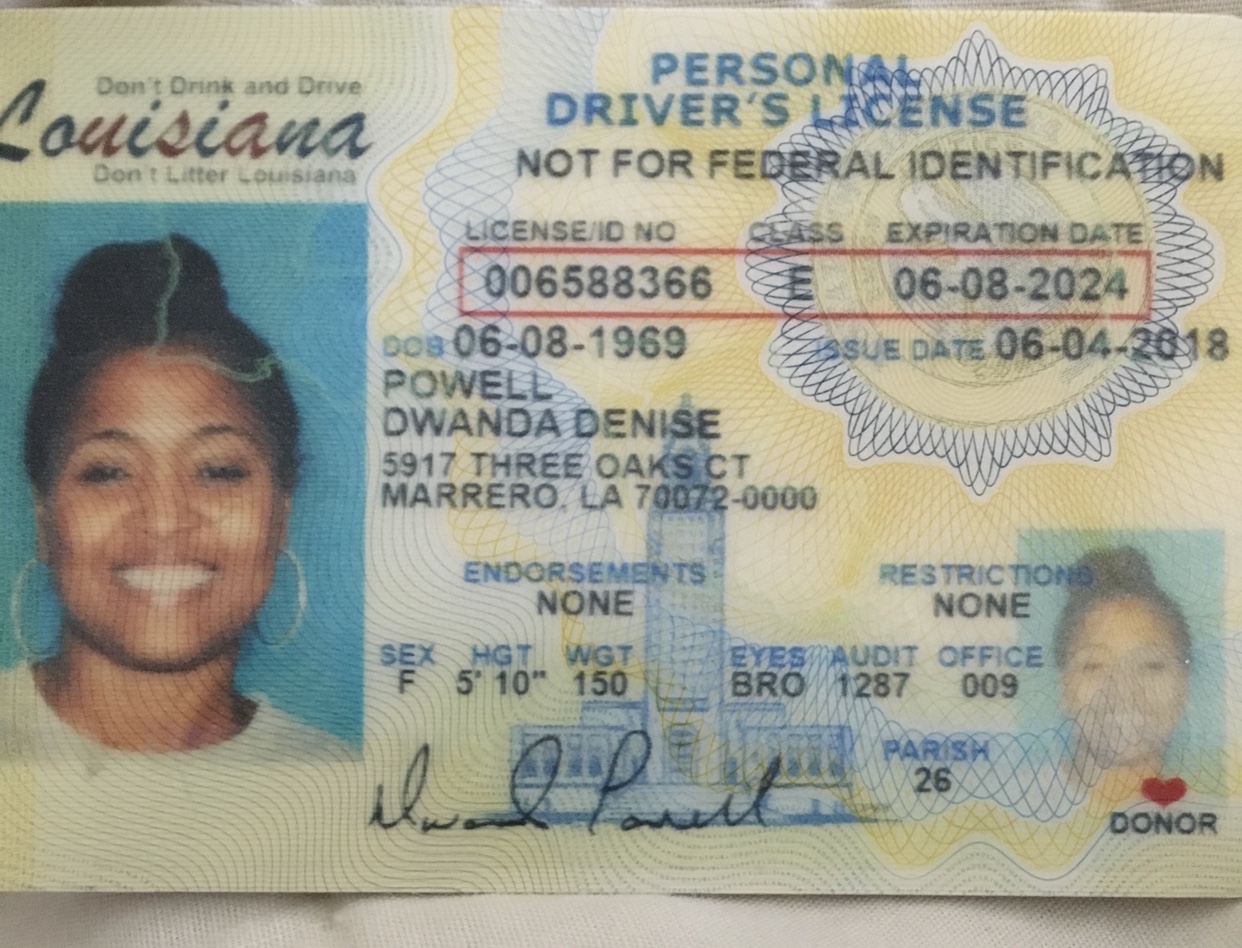 Don't Drink and Drive
Louisiana
Don't Litter Louisiana
PERSONAL
DRIVER'S LICENSE
NOT FOR FEDERAL IDENTIFICATION
LICENSE/ID NO CLASS EXPIRATION DATE
006588366 E 06-08-2024
DOB 06-08-1969 ISSUE DATE 06-04-2018
POWELL
DWANDA DENISE
5917 THREE OAKS CT
MARRERO, LA 70072-0000
ENDORSEMENTS RESTRICTIONS
NONE NONE
SEX HGT WGT EYES AUDIT OFFICE
F 5' 10" 150 BRO 1287 009
PARISH
26
Dwanda Powell
DONOR